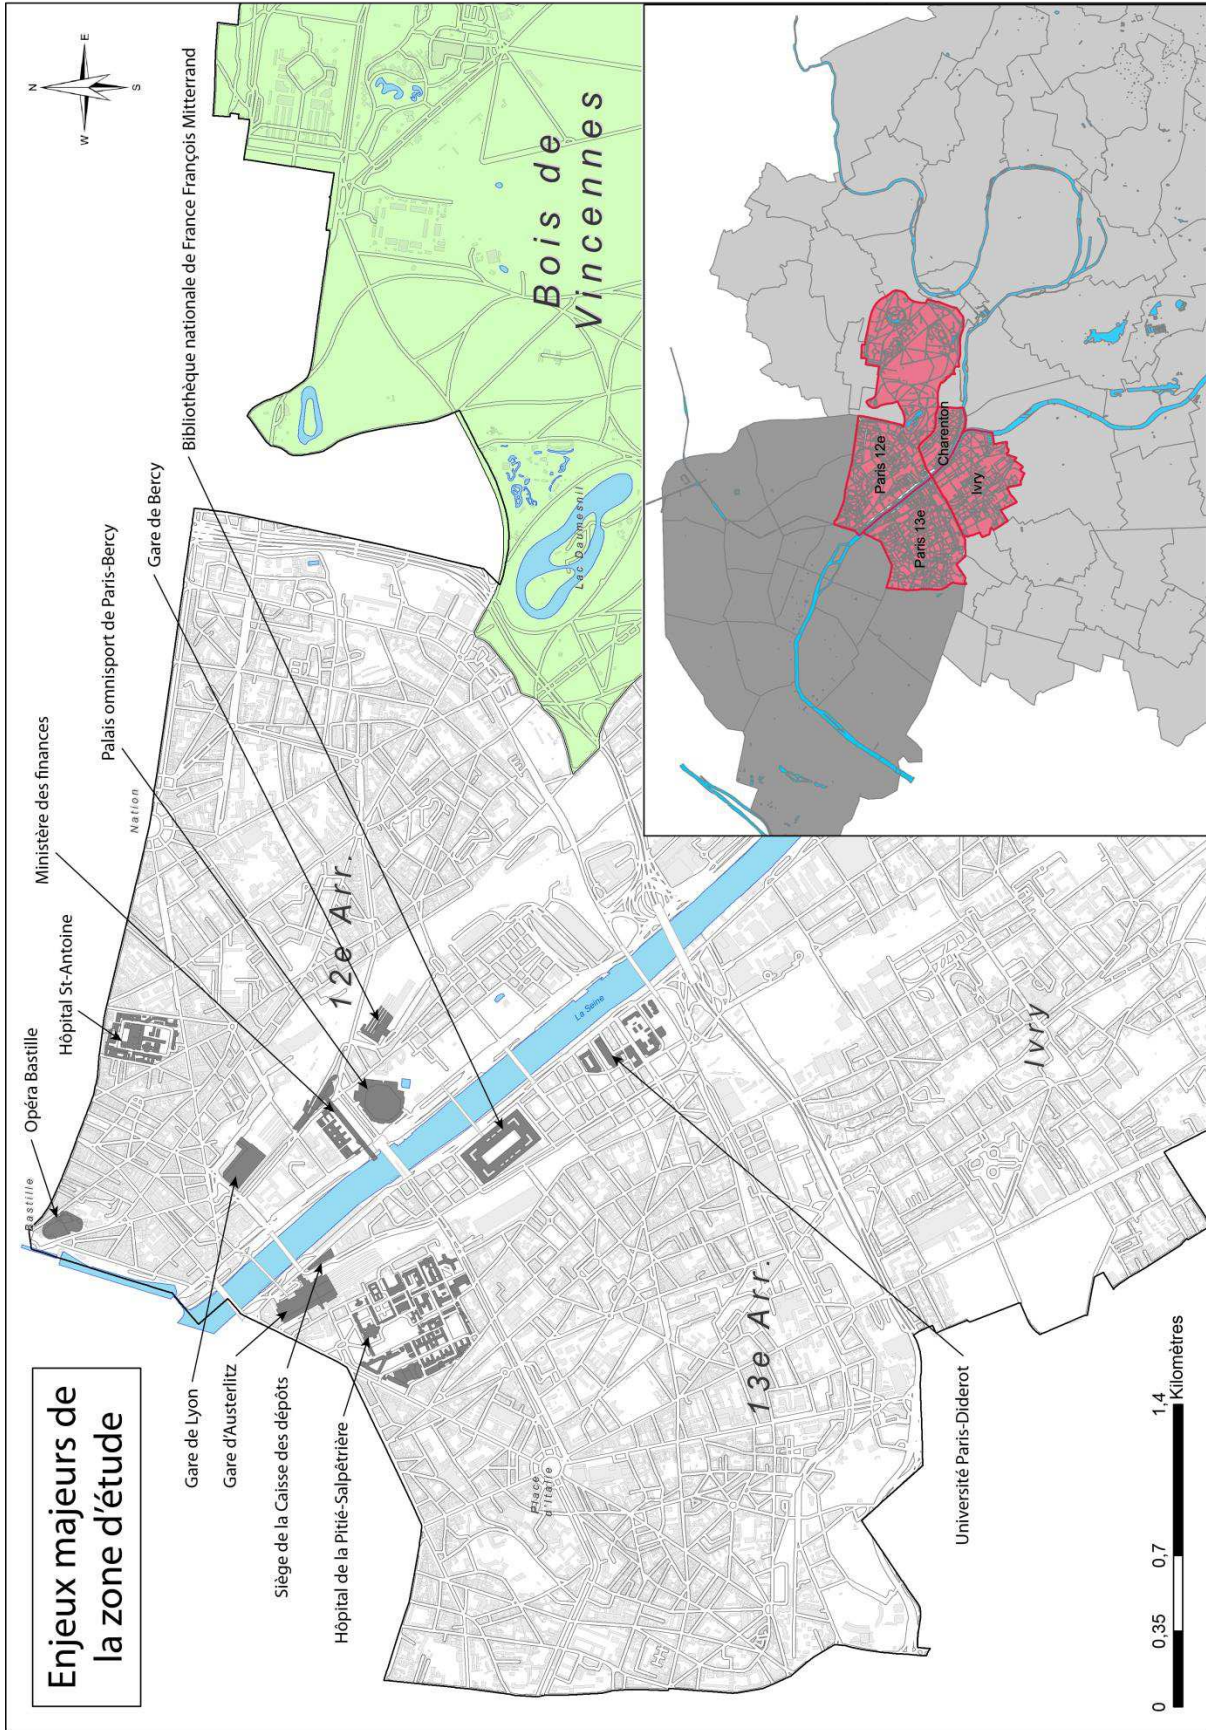 Enjeux majeurs de
la zone d'étude
Gare de Lyon
Gare d'Austerlitz
Siège de la Caisse des dépôts
Hôpital de la Pitié-Salpêtrière
Opéra Bastille
Hôpital St-Antoine
Ministère des finances
Palais omnisport de Paris-Bercy
Gare de Bercy
Bibliothèque nationale de France François Mitterrand
N
E
S
W
Bastille
Nation
12e Arr.
Bois de
Vincennes
Lac Daumesnil
La Seine
Place
d'Italie
13e Arr.
Ivry
Université Paris-Diderot
0
0,35
0,7
1,4
Kilomètres
Paris 12e
Paris 13e
Charenton
Ivry